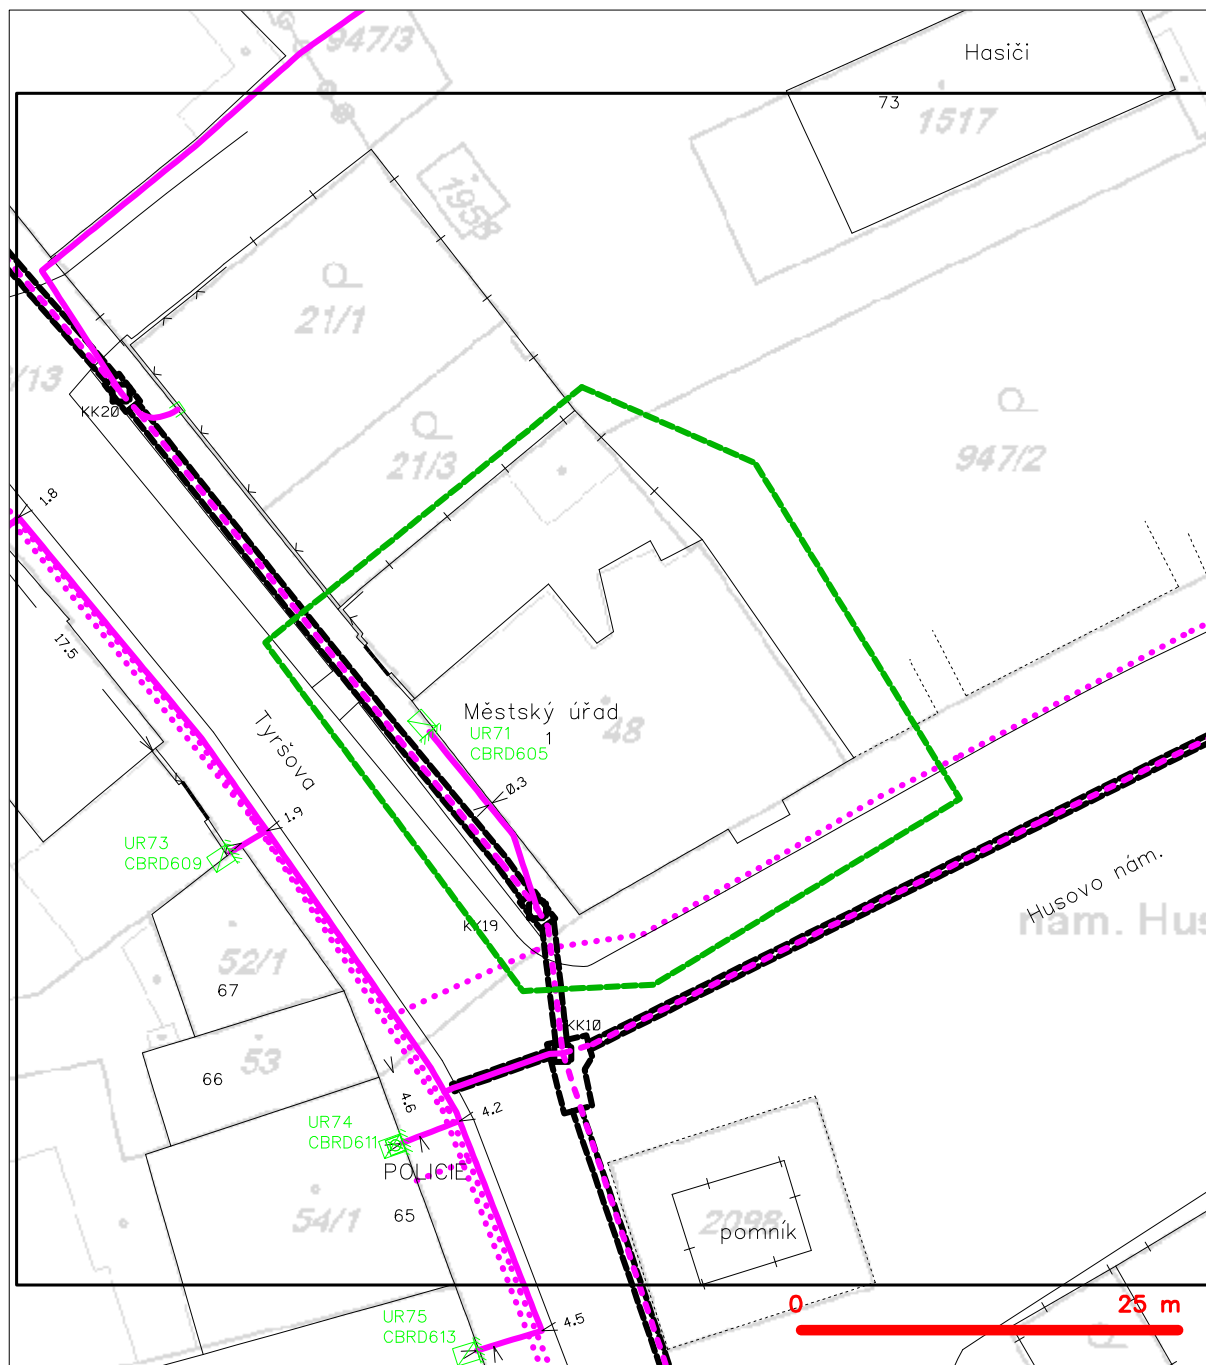 947/3
Hasiči
73
1517
1958
21/1
/13
KK20
21/3
947/2
1.8
17.5
Městský úřad
UR71
1
CBRD605
48
Tyršova
0.3
1.9
UR73
CBRD609
Husovo nám.
nám. Hus
KK19
52/1
67
KK10
53
66
4.6
4.2
UR74
CBRD611
POLICIE
54/1
65
2098
pomník
0
25 m
UR75
CBRD613
4.5